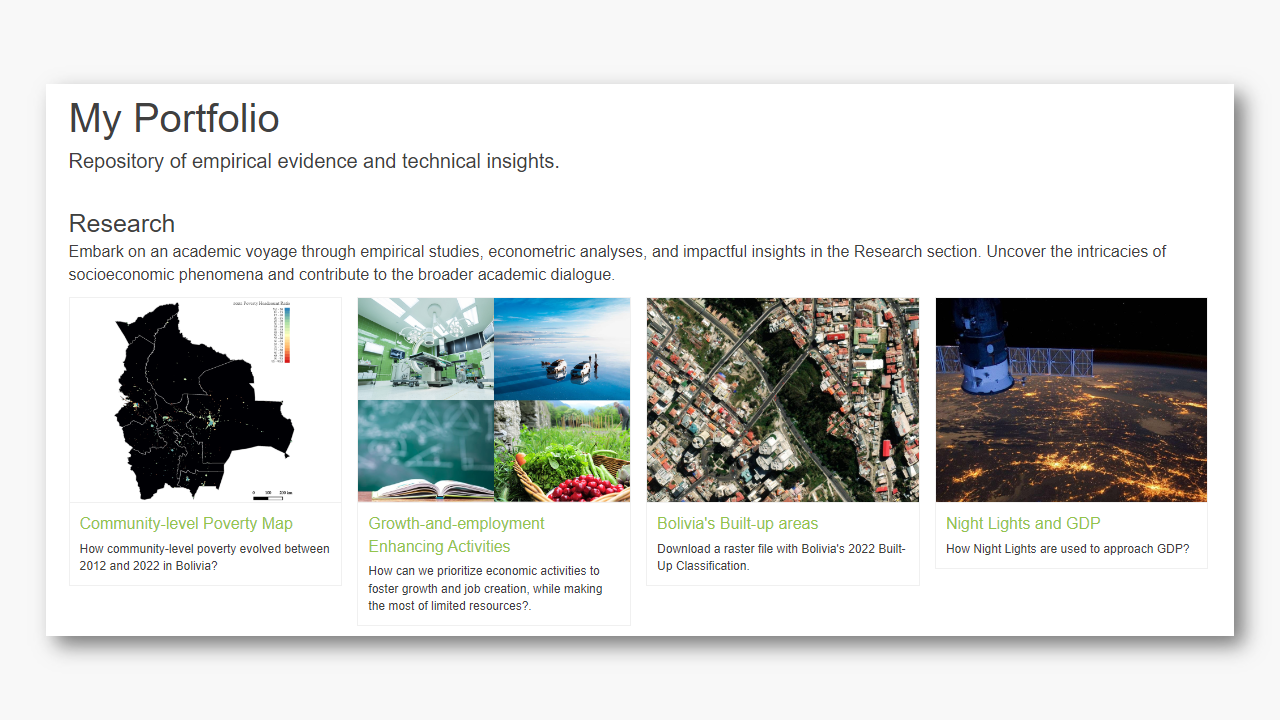 My Portfolio
Repository of empirical evidence and technical insights.
Research
Embark on an academic voyage through empirical studies, econometric analyses, and impactful insights in the Research section. Uncover the intricacies of
socioeconomic phenomena and contribute to the broader academic dialogue.
Community-level Poverty Map
How community-level poverty evolved between
2012 and 2022 in Bolivia?
Growth-and-employment
Enhancing Activities
How can we prioritize economic activities to
foster growth and job creation, while making
the most of limited resources?.
Bolivia's Built-up areas
Download a raster file with Bolivia's 2022 Built-
Up Classification.
Night Lights and GDP
How Night Lights are used to approach GDP?